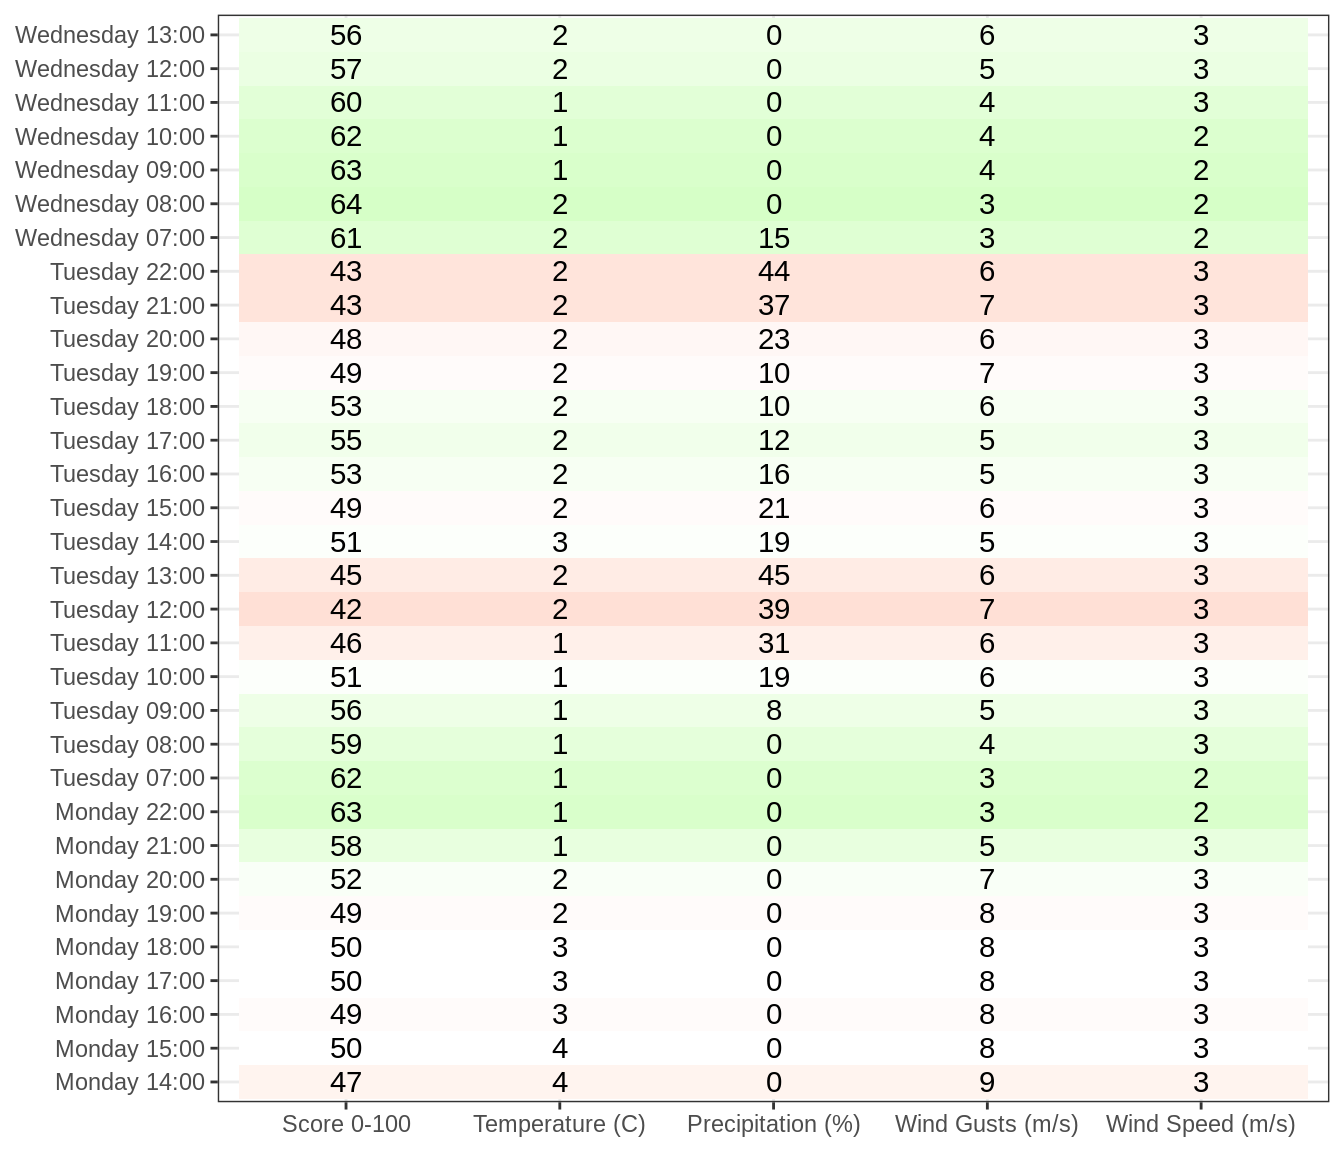 Wednesday 13:00 56 2 0 6 3
Wednesday 12:00 57 2 0 5 3
Wednesday 11:00 60 1 0 4 3
Wednesday 10:00 62 1 0 4 2
Wednesday 09:00 63 1 0 4 2
Wednesday 08:00 64 2 0 3 2
Wednesday 07:00 61 2 15 3 2
Tuesday 22:00 43 2 44 6 3
Tuesday 21:00 43 2 37 7 3
Tuesday 20:00 48 2 23 6 3
Tuesday 19:00 49 2 10 7 3
Tuesday 18:00 53 2 10 6 3
Tuesday 17:00 55 2 12 5 3
Tuesday 16:00 53 2 16 5 3
Tuesday 15:00 49 2 21 6 3
Tuesday 14:00 51 3 19 5 3
Tuesday 13:00 45 2 45 6 3
Tuesday 12:00 42 2 39 7 3
Tuesday 11:00 46 1 31 6 3
Tuesday 10:00 51 1 19 6 3
Tuesday 09:00 56 1 8 5 3
Tuesday 08:00 59 1 0 4 3
Tuesday 07:00 62 1 0 3 2
Monday 22:00 63 1 0 3 2
Monday 21:00 58 1 0 5 3
Monday 20:00 52 2 0 7 3
Monday 19:00 49 2 0 8 3
Monday 18:00 50 3 0 8 3
Monday 17:00 50 3 0 8 3
Monday 16:00 49 3 0 8 3
Monday 15:00 50 4 0 8 3
Monday 14:00 47 4 0 9 3
Score 0-100 Temperature (C) Precipitation (%) Wind Gusts (m/s) Wind Speed (m/s)